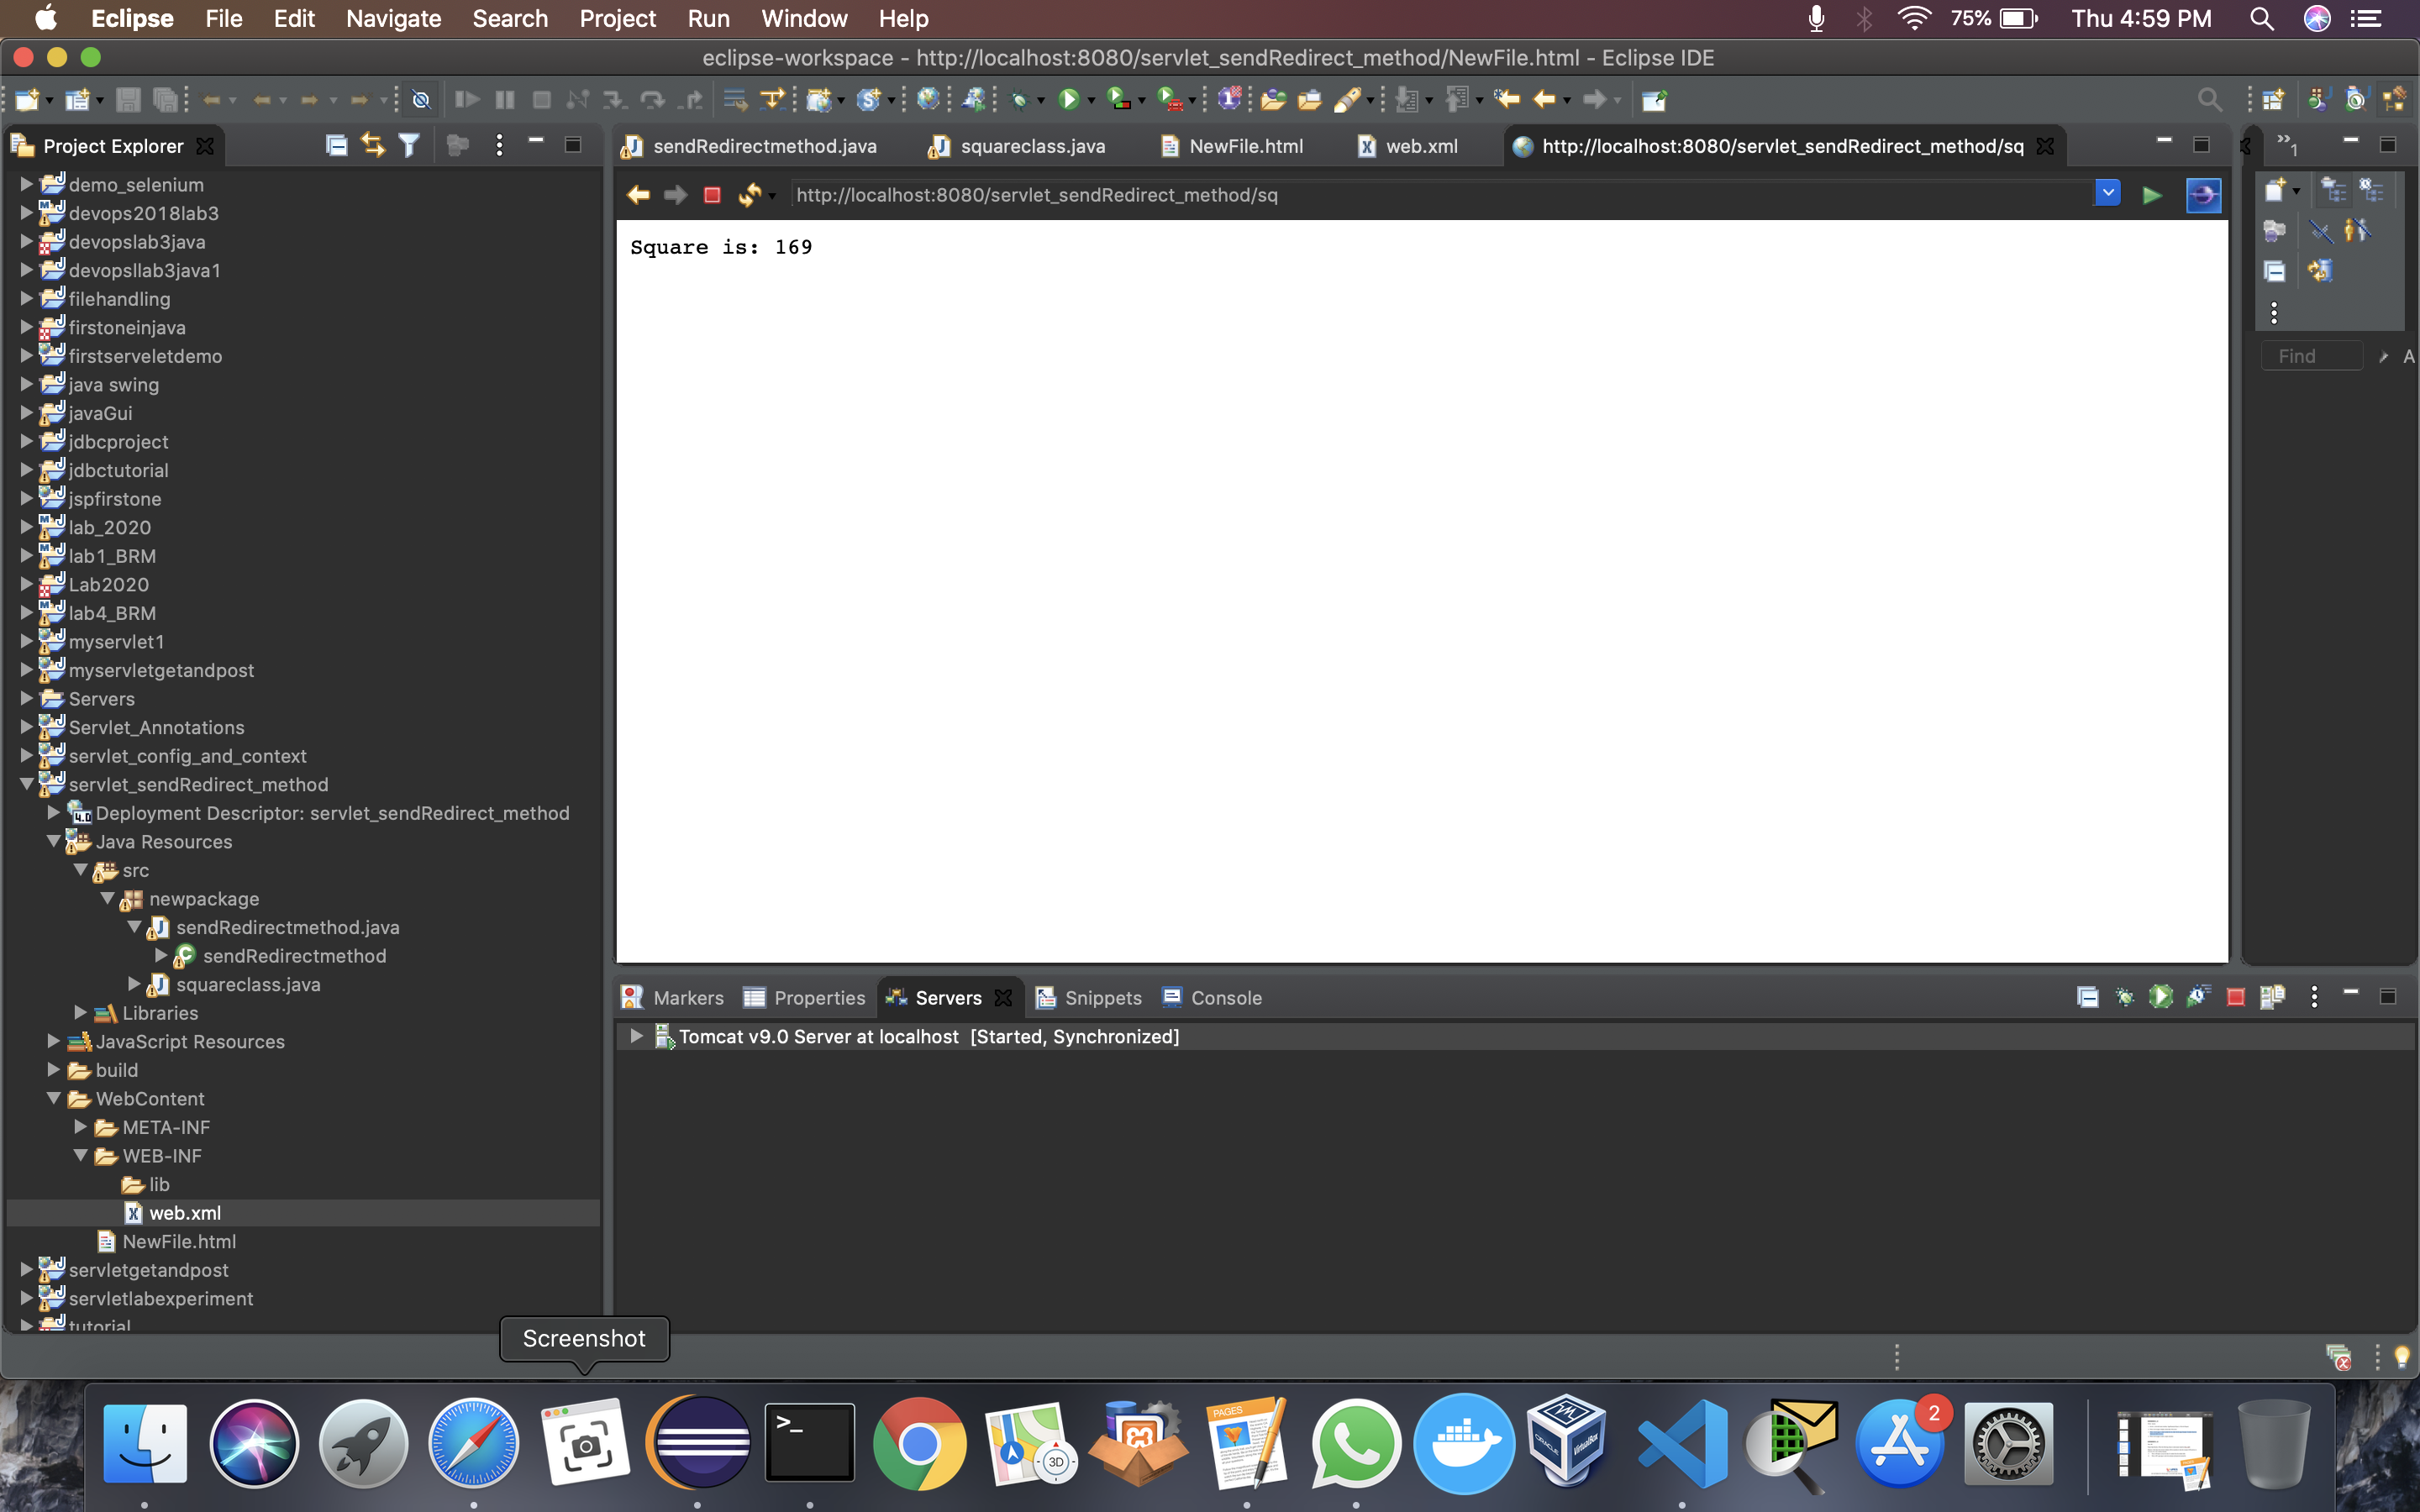 Eclipse File Edit Navigate Search Project Run Window Help 75% Thu 4:59 PM
eclipse-workspace - http://localhost:8080/servlet_sendRedirect_method/NewFile.html - Eclipse IDE
Project Explorer
sendRedirectmethod.java squareclass.java NewFile.html web.xml http://localhost:8080/servlet_sendRedirect_method/sq
»1
http://localhost:8080/servlet_sendRedirect_method/sq
Square is: 169
Find A
demo_selenium
devops2018lab3
devopslab3java
devopsllab3java1
filehandling
firstoneinjava
firstserveletdemo
java swing
javaGui
jdbcproject
jdbctutorial
jspfirstone
lab_2020
lab1_BRM
Lab2020
lab4_BRM
myservlet1
myservletgetandpost
Servers
Servlet_Annotations
servlet_config_and_context
servlet_sendRedirect_method
Deployment Descriptor: servlet_sendRedirect_method
Java Resources
src
newpackage
sendRedirectmethod.java
sendRedirectmethod
squareclass.java
Libraries
JavaScript Resources
build
WebContent
META-INF
WEB-INF
lib
web.xml
NewFile.html
servletgetandpost
servletlabexperiment
tutorial
Markers Properties Servers Snippets Console
Tomcat v9.0 Server at localhost [Started, Synchronized]
Screenshot
>_
3D
PAGES
ORACLE
VirtualBox
2